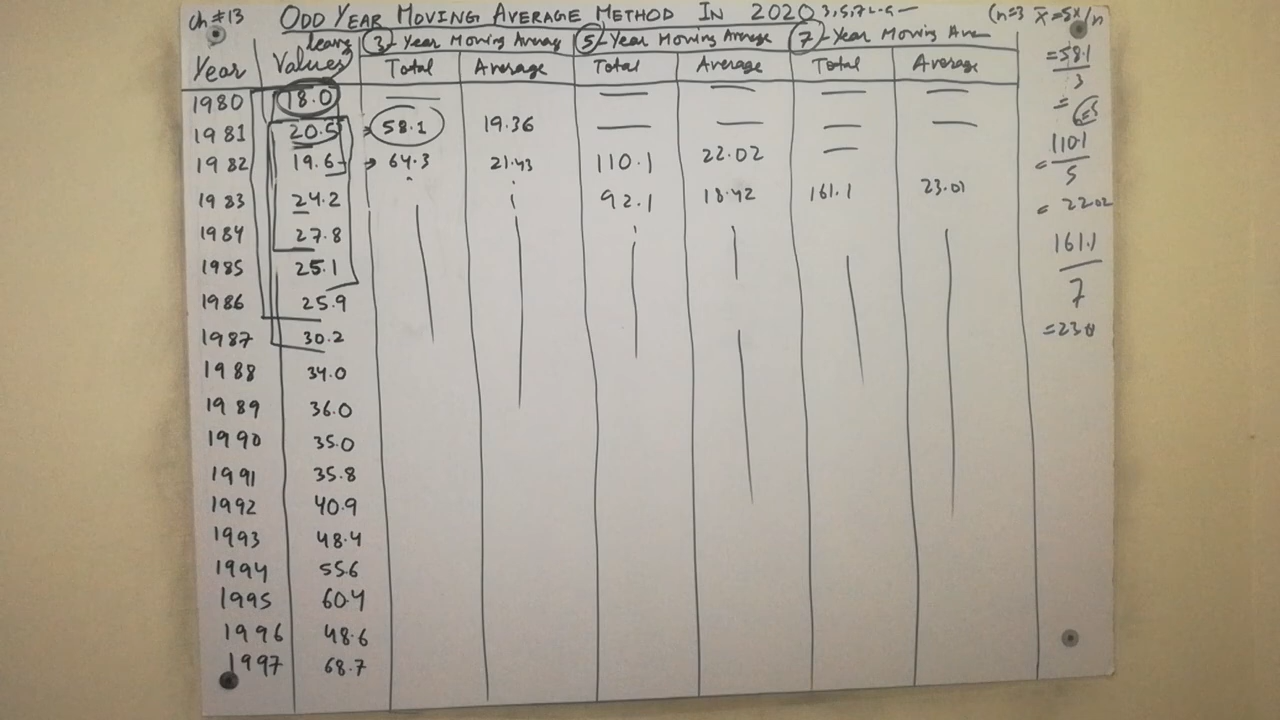 ch #13 ODD YEAR MOVING AVERAGE METHOD IN 2020 3,5,7 (n=3 x̄=Σx/n
Year Values 3-Year Moving Average 5-Year Moving Average 7-Year Moving Ave
Total Average Total Average Total Average
=58.1/3
1980 18.0 — — — — —
1981 20.5 58.1 19.36 — — — —
110.1
1982 19.6 64.3 21.43 110.1 22.02 —
= 5
1983 24.2 92.1 18.42 161.1 23.01
= 22.02
1984 27.8
161.1
1985 25.1
7
1986 25.9
1987 30.2
1988 34.0
1989 36.0
1990 35.0
1991 35.8
1992 40.9
1993 48.4
1994 55.6
1995 60.4
1996 48.6
1997 68.7